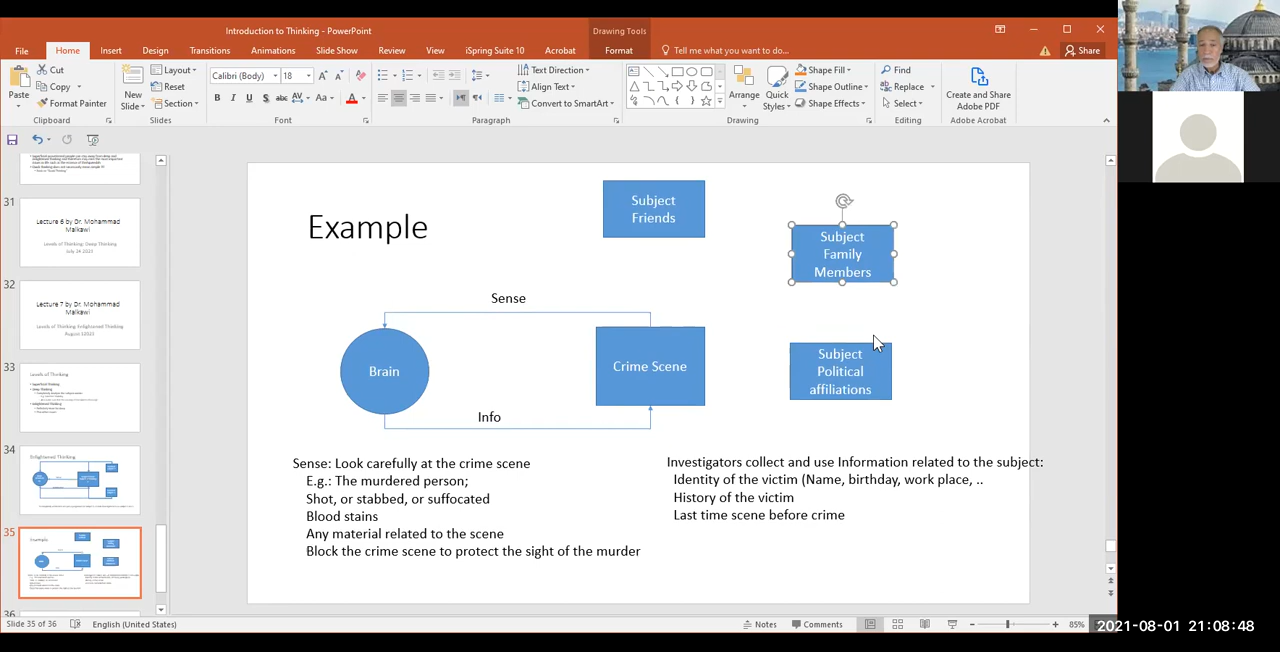 Introduction to Thinking - PowerPoint
Drawing Tools
File Home Insert Design Transitions Animations Slide Show Review View iSpring Suite 10 Acrobat Format Tell me what you want to do... Share
Paste
Cut
Copy
Format Painter
Clipboard
New Slide
Layout
Reset
Section
Slides
Calibri (Body) 18
B I U S abc AV Aa A
Font
Text Direction
Align Text
Convert to SmartArt
Paragraph
Arrange
Quick Styles
Shape Fill
Shape Outline
Shape Effects
Drawing
Find
Replace
Select
Editing
Create and Share Adobe PDF
Adobe Acrobat
31
Lecture 6 by Dr. Mohammad
Malkawi
Levels of Thinking: Deep Thinking
32
Lecture 7 by Dr. Mohammad
Malkawi
Levels of Thinking: Enlightened Thinking
33
Levels of Thinking
34
Enlightened Thinking
35
Example
36
Example
Subject
Friends
Subject
Family
Members
Sense
Brain
Crime Scene
Subject
Political
affiliations
Info
Sense: Look carefully at the crime scene
E.g.: The murdered person;
Shot, or stabbed, or suffocated
Blood stains
Any material related to the scene
Block the crime scene to protect the sight of the murder
Investigators collect and use Information related to the subject:
Identity of the victim (Name, birthday, work place, ..
History of the victim
Last time scene before crime
Slide 35 of 36 English (United States) Notes Comments 85%
2021-08-01 21:08:48